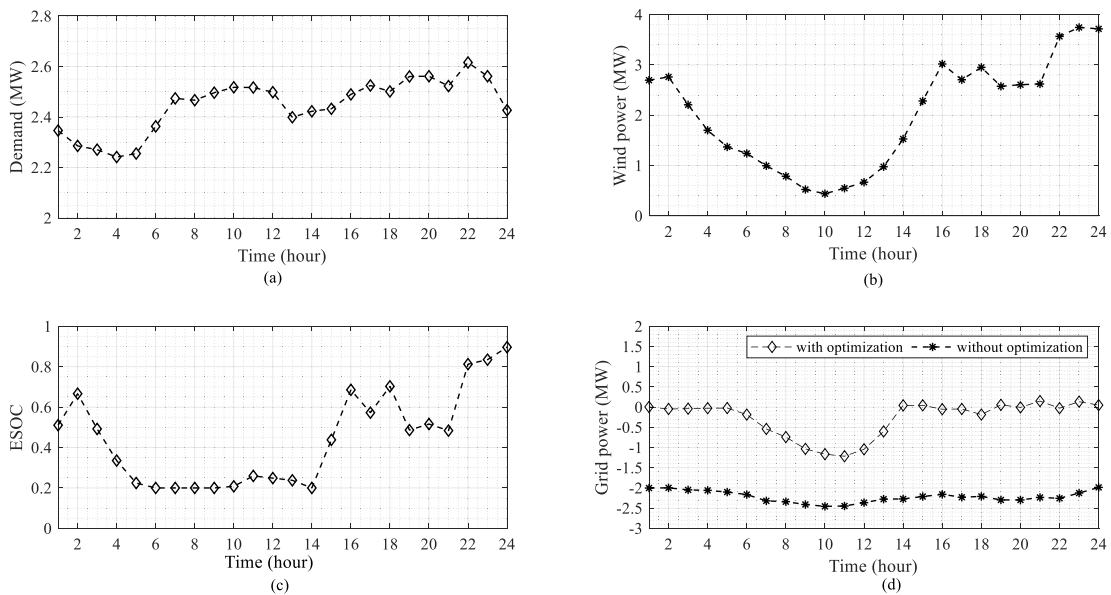 2.8
2.6
2.4
2.2
2
Demand (MW)
2 4 6 8 10 12 14 16 18 20 22 24
Time (hour)
(a)
4
3
2
1
0
Wind power (MW)
2 4 6 8 10 12 14 16 18 20 22 24
Time (hour)
(b)
1
0.8
0.6
0.4
0.2
0
ESOC
2 4 6 8 10 12 14 16 18 20 22 24
Time (hour)
(c)
2
1.5
1
0.5
0
-0.5
-1
-1.5
-2
-2.5
-3
Grid power (MW)
with optimization without optimization
2 4 6 8 10 12 14 16 18 20 22 24
Time (hour)
(d)